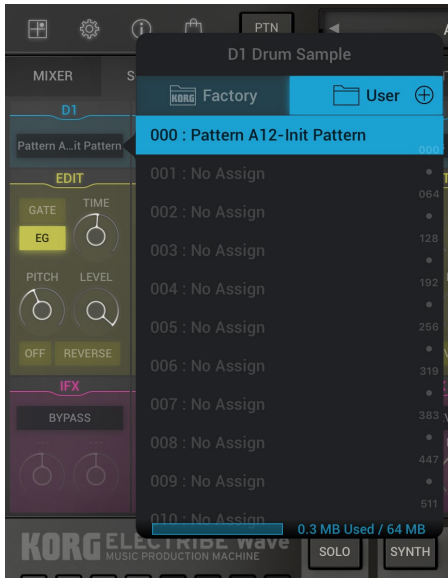 PTN
D1 Drum Sample
MIXER
KORG Factory
User
D1
Pattern A...it Pattern
000 : Pattern A12-Init Pattern
000
001 : No Assign
EDIT
064
GATE
TIME
002 : No Assign
EG
128
003 : No Assign
PITCH
LEVEL
004 : No Assign
192
005 : No Assign
256
OFF
REVERSE
006 : No Assign
319
IFX
007 : No Assign
383
BYPASS
008 : No Assign
447
009 : No Assign
511
010 : No Assign
0.3 MB Used / 64 MB
KORG ELECTRIBE Wave
MUSIC PRODUCTION MACHINE
SOLO
SYNTH